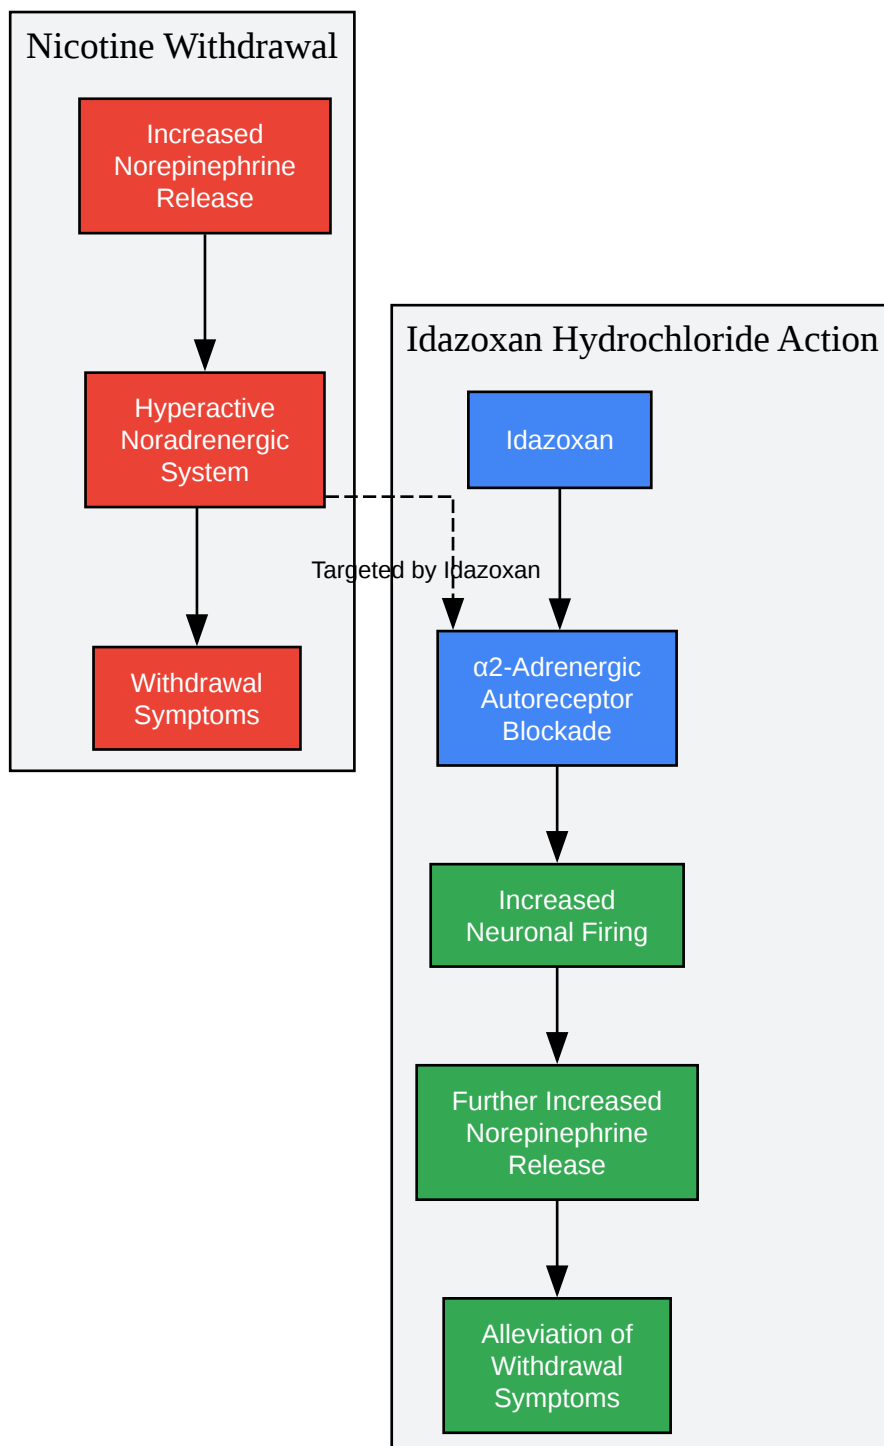 Nicotine Withdrawal
Increased
Norepinephrine
Release
Hyperactive
Noradrenergic
System
Withdrawal
Symptoms
Targeted by Idazoxan
Idazoxan Hydrochloride Action
Idazoxan
α2-Adrenergic
Autoreceptor
Blockade
Increased
Neuronal Firing
Further Increased
Norepinephrine
Release
Alleviation of
Withdrawal
Symptoms